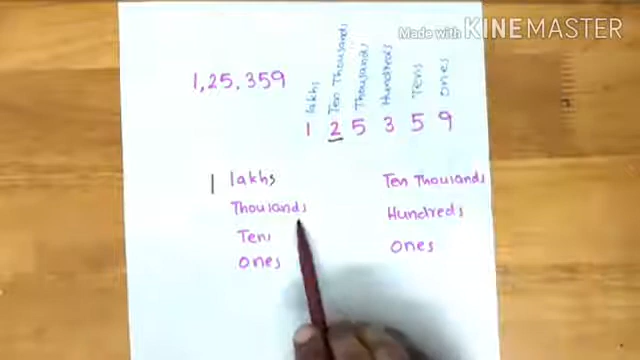 Made with KINEMASTER
1,25,359
lakhs Ten Thousands Thousands Hundreds Tens ones
1 2 5 3 5 9
1 lakhs Ten Thousands
Thousands Hundreds
Tens ones
ones